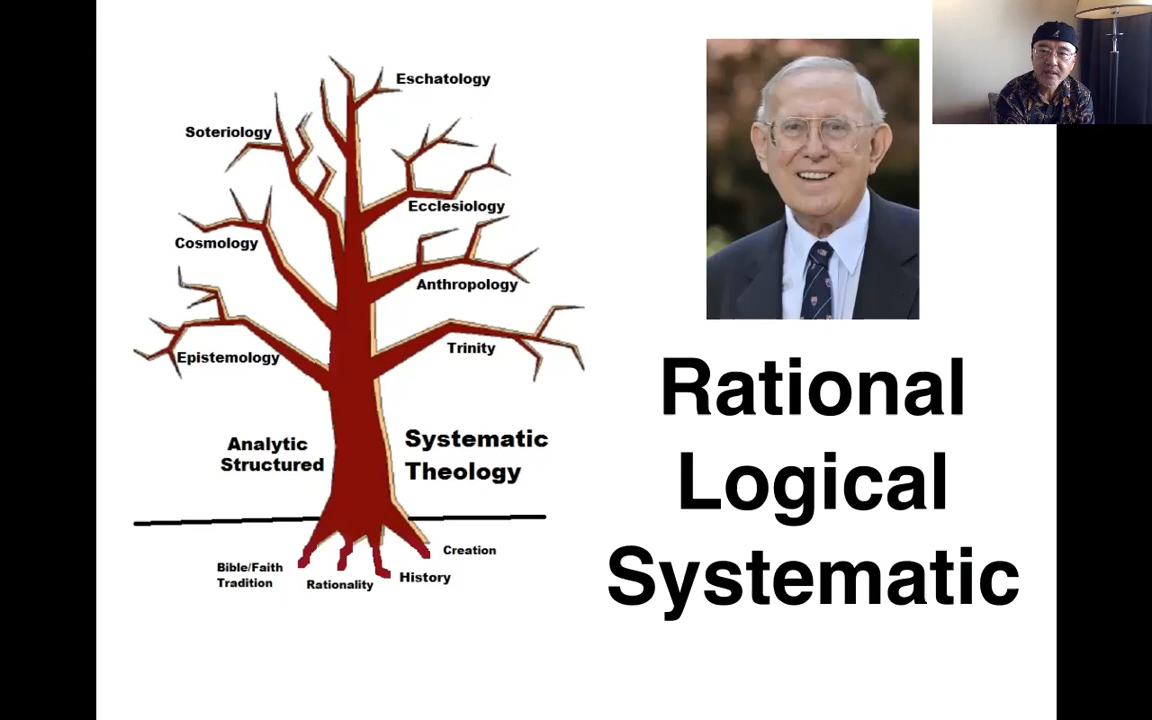 Eschatology
Soteriology
Ecclesiology
Cosmology
Anthropology
Trinity
Epistemology
Analytic
Structured
Systematic
Theology
Creation
Bible/Faith
Tradition
Rationality
History
Rational
Logical
Systematic